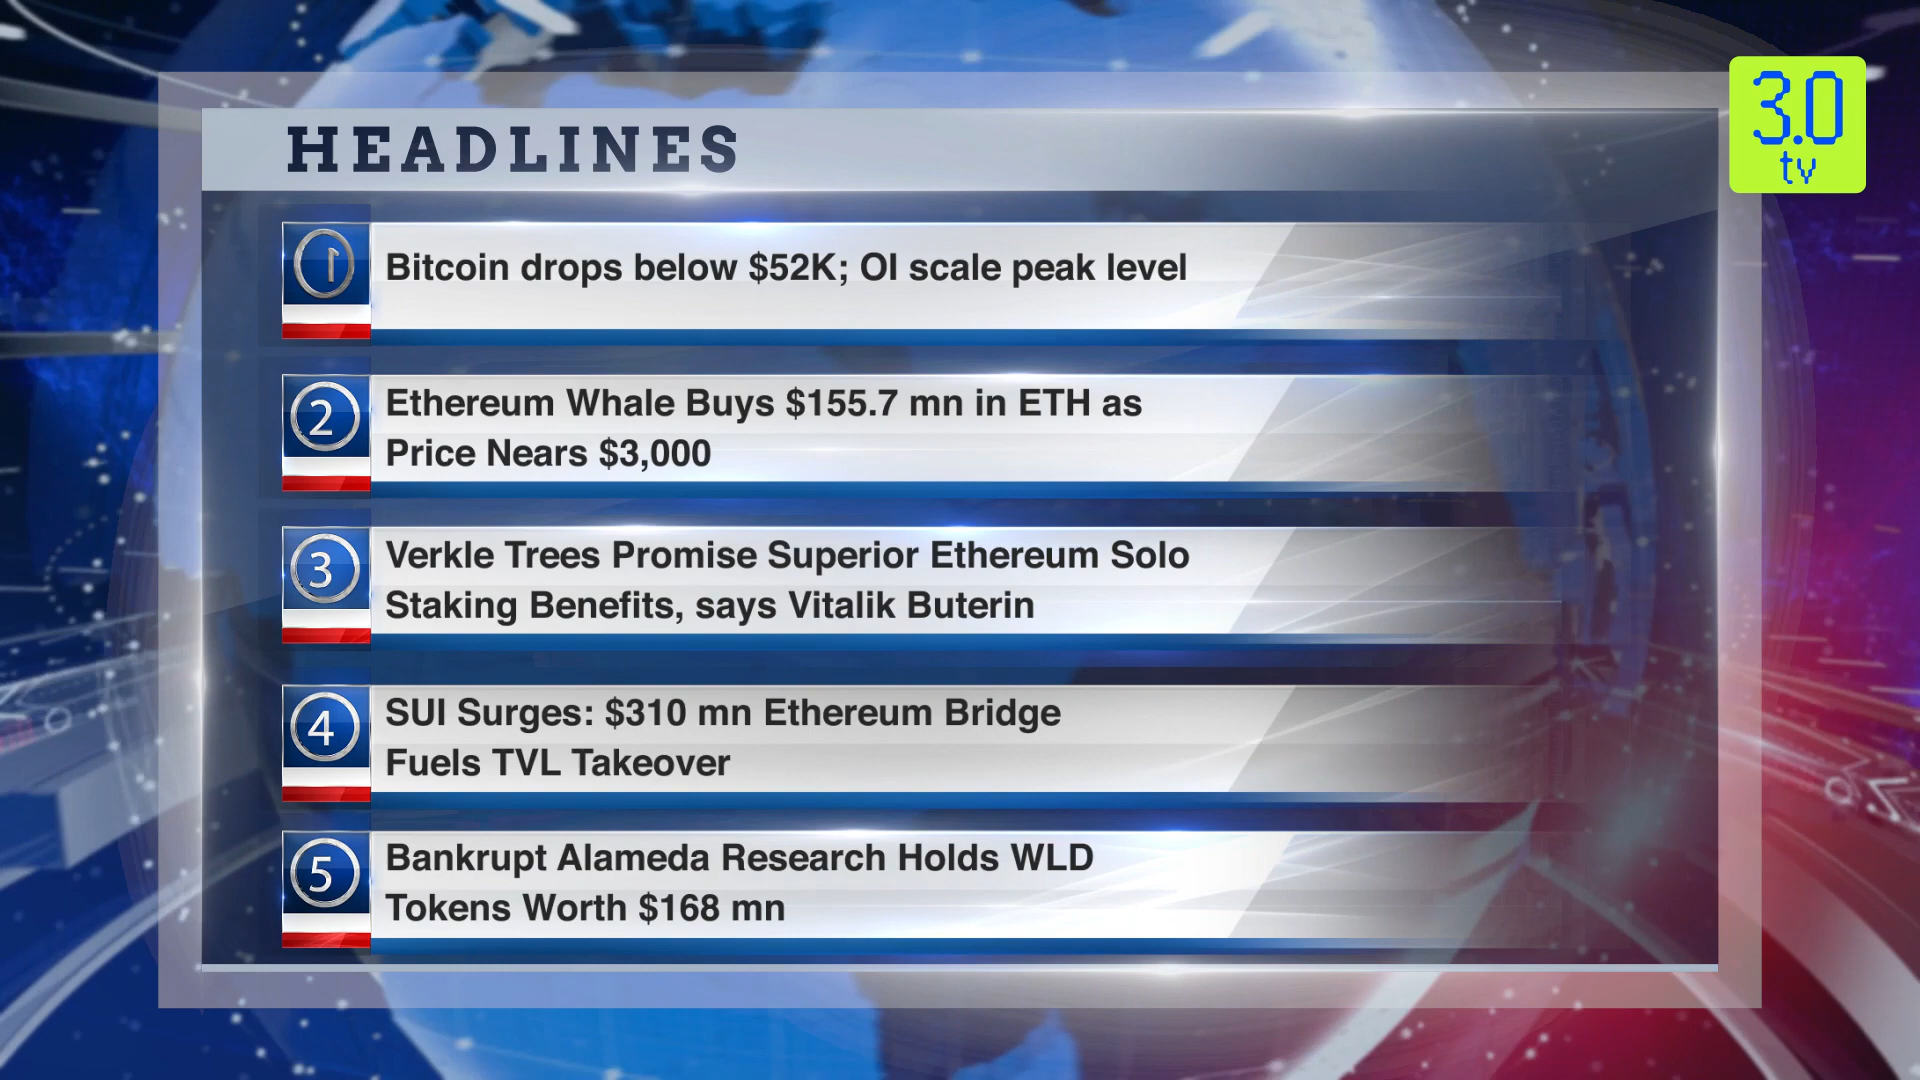 HEADLINES
3.0
tv
1
Bitcoin drops below $52K; OI scale peak level
2
Ethereum Whale Buys $155.7 mn in ETH as
Price Nears $3,000
3
Verkle Trees Promise Superior Ethereum Solo
Staking Benefits, says Vitalik Buterin
4
SUI Surges: $310 mn Ethereum Bridge
Fuels TVL Takeover
5
Bankrupt Alameda Research Holds WLD
Tokens Worth $168 mn